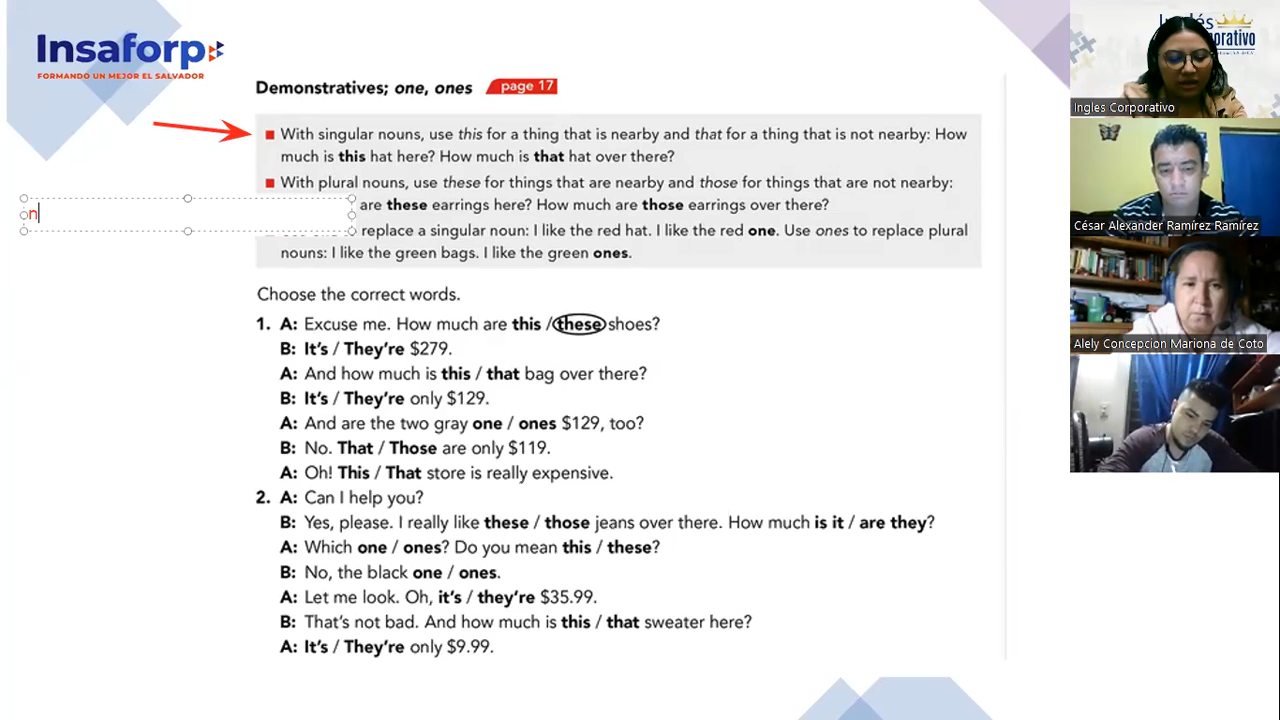 Insaforp
FORMANDO UN MEJOR EL SALVADOR
Demonstratives; one, ones page 17
With singular nouns, use this for a thing that is nearby and that for a thing that is not nearby: How
much is this hat here? How much is that hat over there?
With plural nouns, use these for things that are nearby and those for things that are not nearby:
are these earrings here? How much are those earrings over there?
n
replace a singular noun: I like the red hat. I like the red one. Use ones to replace plural
nouns: I like the green bags. I like the green ones.
Choose the correct words.
1. A: Excuse me. How much are this / these shoes?
B: It's / They're $279.
A: And how much is this / that bag over there?
B: It's / They're only $129.
A: And are the two gray one / ones $129, too?
B: No. That / Those are only $119.
A: Oh! This / That store is really expensive.
2. A: Can I help you?
B: Yes, please. I really like these / those jeans over there. How much is it / are they?
A: Which one / ones? Do you mean this / these?
B: No, the black one / ones.
A: Let me look. Oh, it's / they're $35.99.
B: That's not bad. And how much is this / that sweater here?
A: It's / They're only $9.99.
Ingles Corporativo
César Alexander Ramírez Ramírez
Alely Concepcion Mariona de Coto